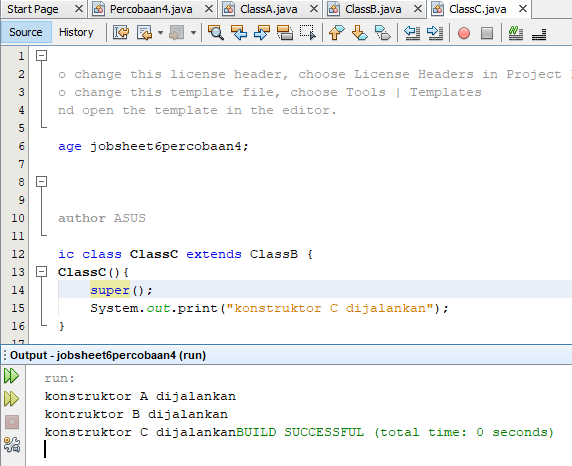 Start Page Percobaan4.java ClassA.java ClassB.java ClassC.java
Source History
1
2 o change this license header, choose License Headers in Project
3 o change this template file, choose Tools | Templates
4 nd open the template in the editor.
5
6 age jobsheet6percobaan4;
7
8
9
10 author ASUS
11
12 ic class ClassC extends ClassB {
13 ClassC(){
14 super();
15 System.out.print("konstruktor C dijalankan");
16 }
17
Output - jobsheet6percobaan4 (run)
run:
konstruktor A dijalankan
kontruktor B dijalankan
konstruktor C dijalankanBUILD SUCCESSFUL (total time: 0 seconds)